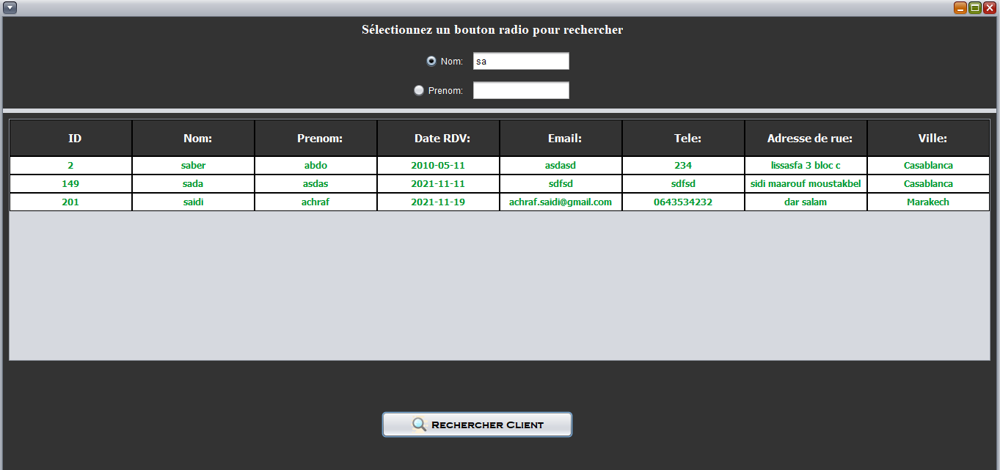 Sélectionnez un bouton radio pour rechercher
Nom: sa
Prenom:
ID Nom: Prenom: Date RDV: Email: Tele: Adresse de rue: Ville:
2 saber abdo 2010-05-11 asdasd 234 lissasfa 3 bloc c Casablanca
149 sada asdas 2021-11-11 sdfsd sdfsd sidi maarouf moustakbel Casablanca
201 saidi achraf 2021-11-19 achraf.saidi@gmail.com 0643534232 dar salam Marakech
Rechercher Client